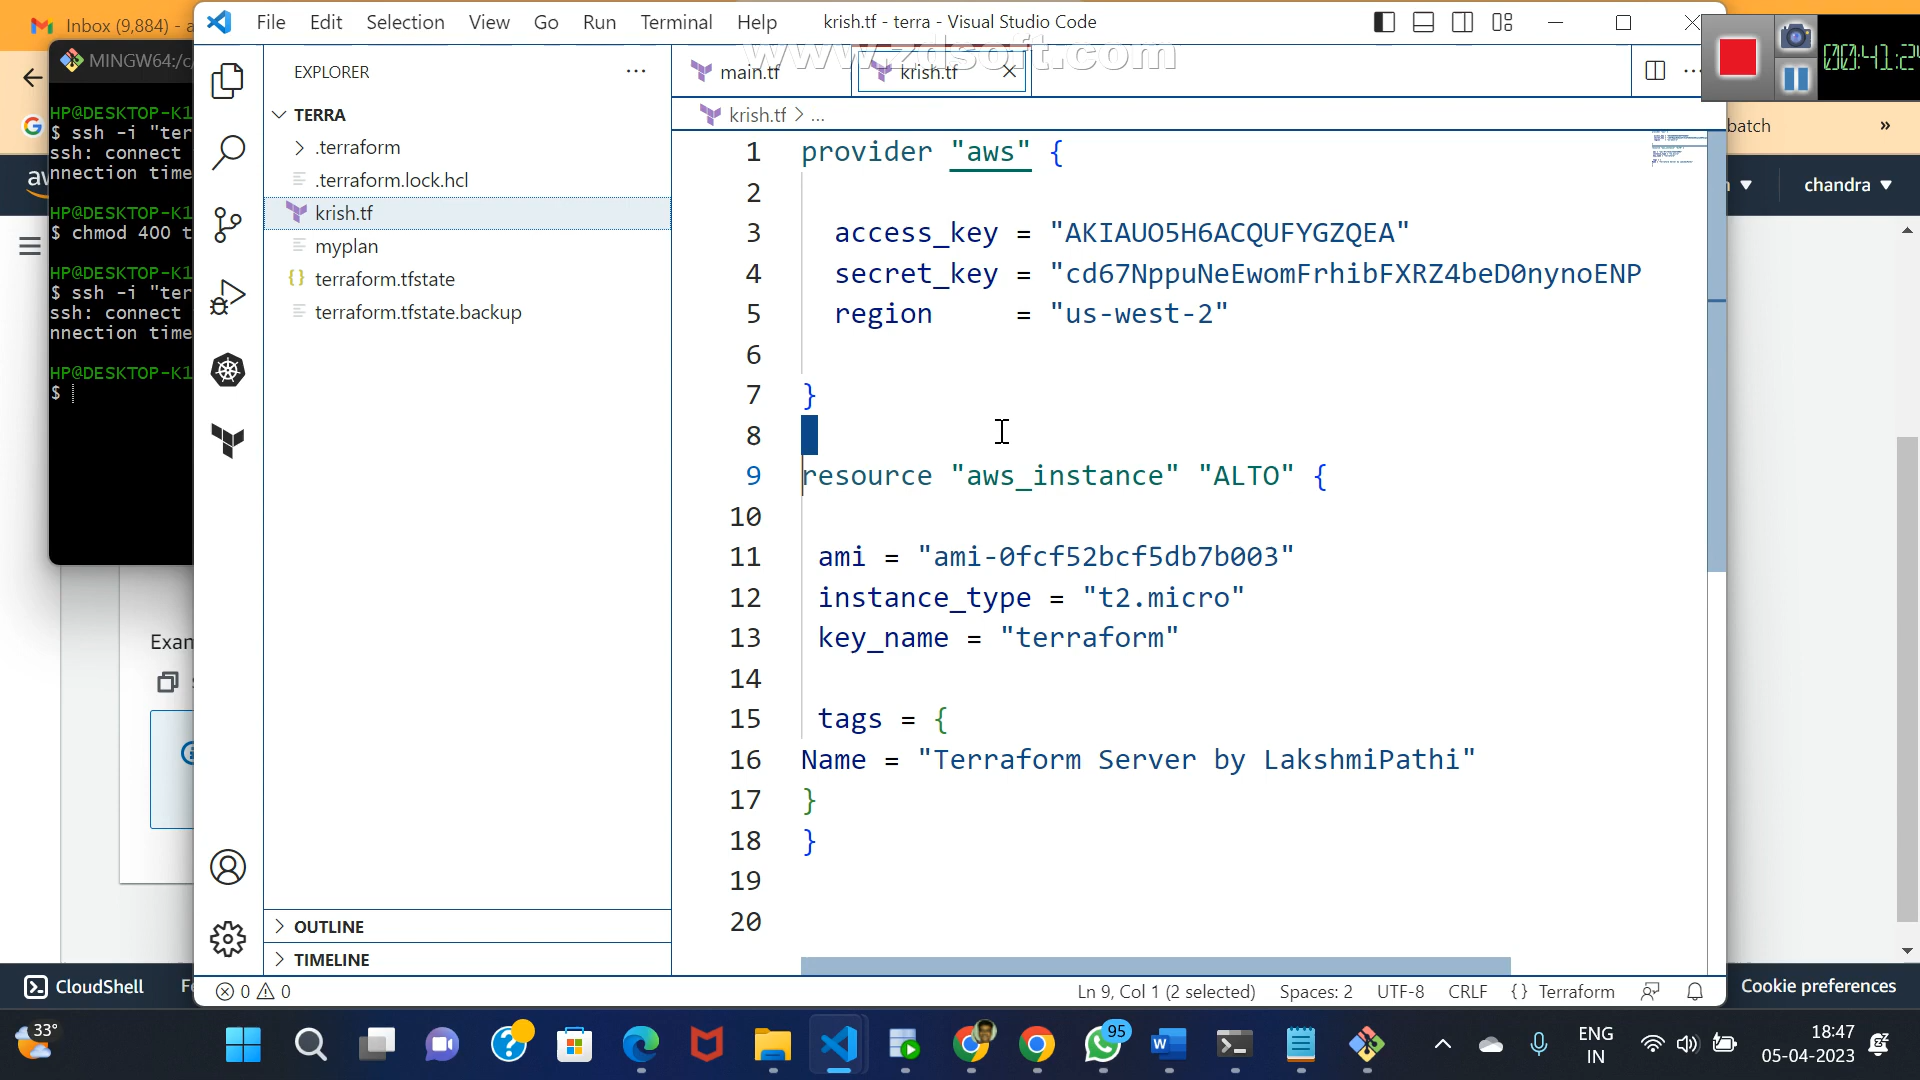 Inbox (9,884) - a
File Edit Selection View Go Run Terminal Help
krish.tf - terra - Visual Studio Code
www.zdsoft.com
00:41:24
MINGW64:/c/
HP@DESKTOP-K1
$ ssh -i "ter
ssh: connect
nnection time
HP@DESKTOP-K1
$ chmod 400 t
HP@DESKTOP-K1
$ ssh -i "ter
ssh: connect
nnection time
HP@DESKTOP-K1
$
EXPLORER
TERRA
.terraform
.terraform.lock.hcl
krish.tf
myplan
terraform.tfstate
terraform.tfstate.backup
OUTLINE
TIMELINE
main.tf
krish.tf
krish.tf > ...
1 provider "aws" {
2
3 access_key = "AKIAUO5H6ACQUFYGZQEA"
4 secret_key = "cd67NppuNeEwomFrhibFXRZ4beD0nynoENP
5 region = "us-west-2"
6
7 }
8
9 resource "aws_instance" "ALTO" {
10
11 ami = "ami-0fcf52bcf5db7b003"
12 instance_type = "t2.micro"
13 key_name = "terraform"
14
15 tags = {
16 Name = "Terraform Server by LakshmiPathi"
17 }
18 }
19
20
batch
chandra
Exam
0 0
Ln 9, Col 1 (2 selected) Spaces: 2 UTF-8 CRLF {} Terraform
CloudShell
Cookie preferences
33°
95
ENG
IN
18:47
05-04-2023